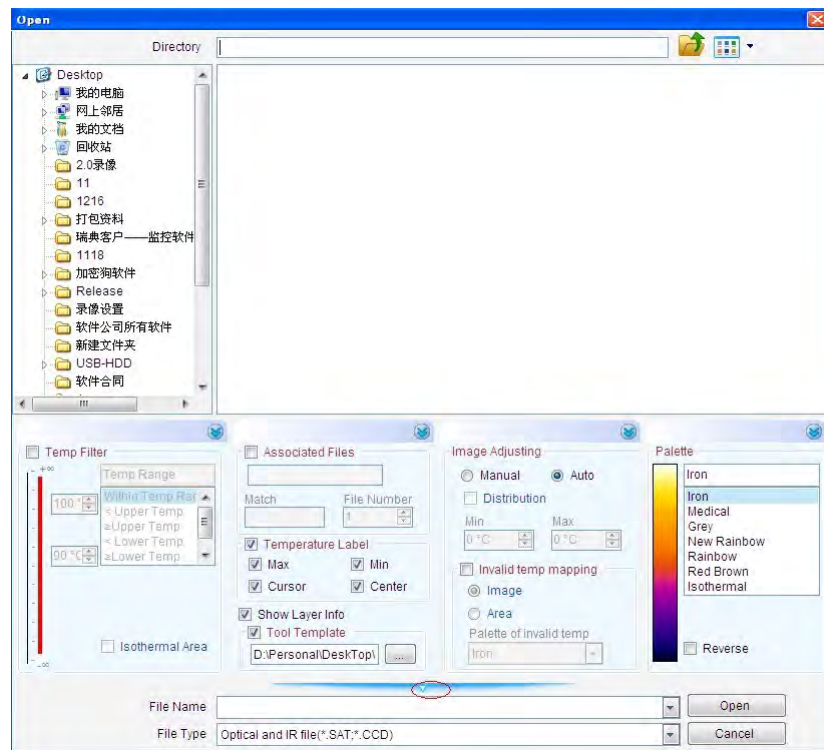 Open
Directory
Desktop
我的电脑
网上邻居
我的文档
回收站
2.0录像
11
1216
打包资料
瑞典客户——监控软件
1118
加密狗软件
Release
录像设置
软件公司所有软件
新建文件夹
USB-HDD
软件合同
Temp Filter
+∞
Temp Range
100 °
Within Temp Rar
< Upper Temp
≥Upper Temp
< Lower Temp
≥Lower Temp
90 °C
Isothermal Area
-∞
Associated Files
Match File Number
1
Temperature Label
Max Min
Cursor Center
Show Layer Info
Tool Template
D:\Personal\DeskTop\ ...
Image Adjusting
Manual Auto
Distribution
Min Max
0 °C 0 °C
Invalid temp mapping
Image
Area
Palette of invalid temp
Iron
Palette
Iron
Iron
Medical
Grey
New Rainbow
Rainbow
Red Brown
Isothermal
Reverse
File Name Open
File Type Optical and IR file(*.SAT;*.CCD) Cancel